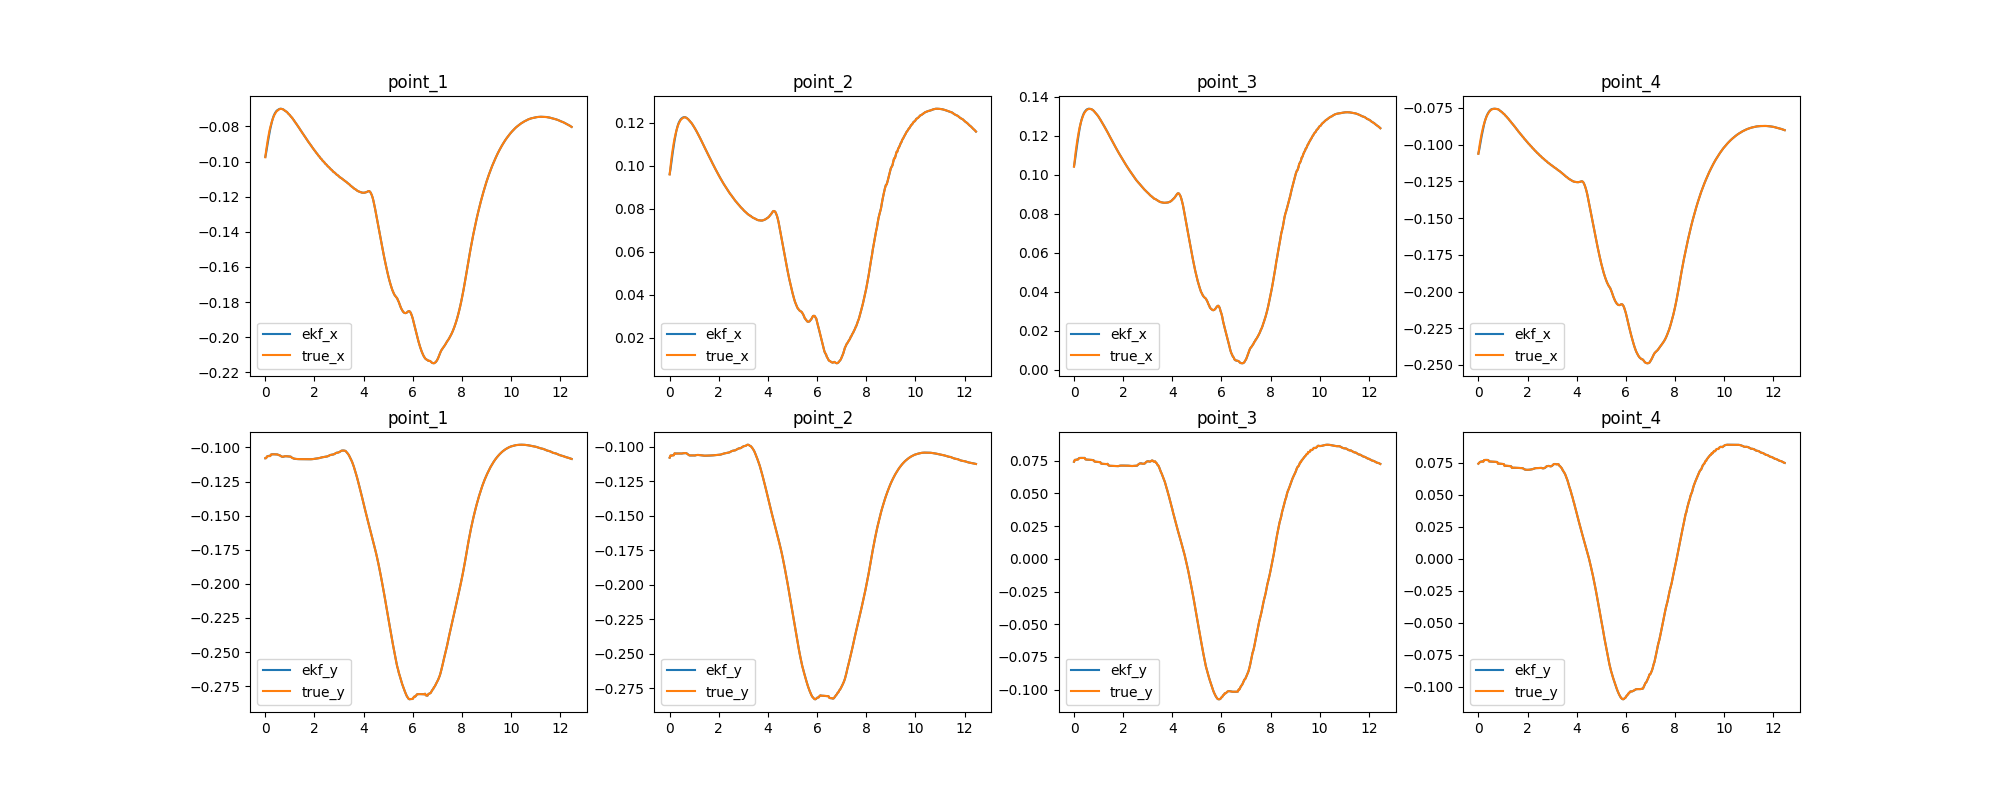 point_1
point_2
point_3
point_4
−0.08
−0.10
−0.12
−0.14
−0.16
−0.18
−0.20
−0.22
ekf_x
true_x
0 2 4 6 8 10 12
0.12
0.10
0.08
0.06
0.04
0.02
ekf_x
true_x
0 2 4 6 8 10 12
0.14
0.12
0.10
0.08
0.06
0.04
0.02
0.00
ekf_x
true_x
0 2 4 6 8 10 12
−0.075
−0.100
−0.125
−0.150
−0.175
−0.200
−0.225
−0.250
ekf_x
true_x
0 2 4 6 8 10 12
point_1
point_2
point_3
point_4
−0.100
−0.125
−0.150
−0.175
−0.200
−0.225
−0.250
−0.275
ekf_y
true_y
0 2 4 6 8 10 12
−0.100
−0.125
−0.150
−0.175
−0.200
−0.225
−0.250
−0.275
ekf_y
true_y
0 2 4 6 8 10 12
0.075
0.050
0.025
0.000
−0.025
−0.050
−0.075
−0.100
ekf_y
true_y
0 2 4 6 8 10 12
0.075
0.050
0.025
0.000
−0.025
−0.050
−0.075
−0.100
ekf_y
true_y
0 2 4 6 8 10 12